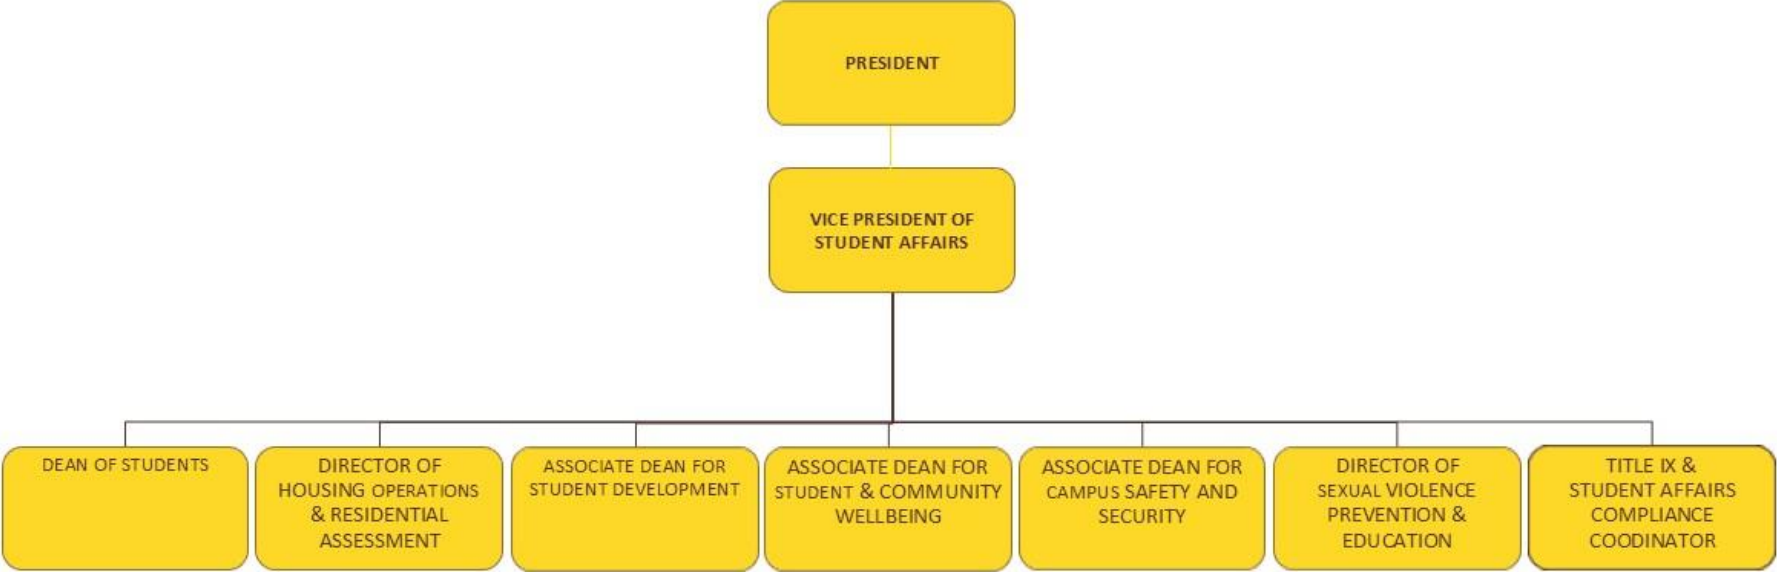 PRESIDENT
VICE PRESIDENT OF
STUDENT AFFAIRS
DEAN OF STUDENTS
DIRECTOR OF
HOUSING OPERATIONS
& RESIDENTIAL
ASSESSMENT
ASSOCIATE DEAN FOR
STUDENT DEVELOPMENT
ASSOCIATE DEAN FOR
STUDENT & COMMUNITY
WELLBEING
ASSOCIATE DEAN FOR
CAMPUS SAFETY AND
SECURITY
DIRECTOR OF
SEXUAL VIOLENCE
PREVENTION &
EDUCATION
TITLE IX &
STUDENT AFFAIRS
COMPLIANCE
COODINATOR